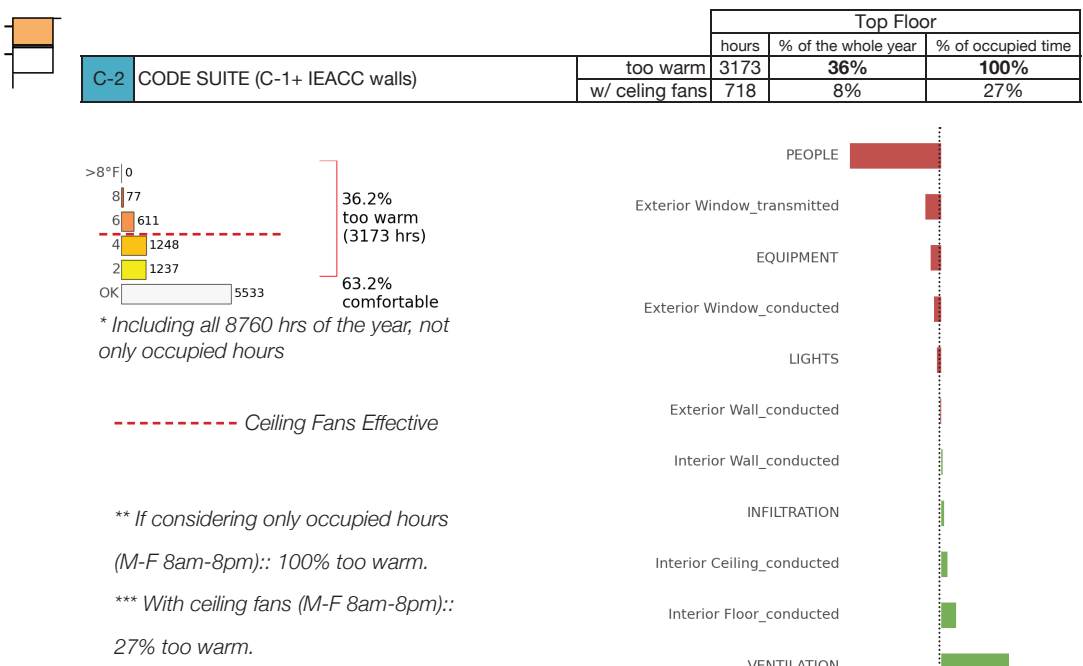 Top Floor
hours % of the whole year % of occupied time
C-2 CODE SUITE (C-1+ IEACC walls) too warm 3173 36% 100%
w/ celing fans 718 8% 27%
>8°F 0
8 77
6 611
4 1248
2 1237
OK 5533
36.2%
too warm
(3173 hrs)
63.2%
comfortable
* Including all 8760 hrs of the year, not
only occupied hours
Ceiling Fans Effective
** If considering only occupied hours
(M-F 8am-8pm):: 100% too warm.
*** With ceiling fans (M-F 8am-8pm)::
27% too warm.
PEOPLE
Exterior Window_transmitted
EQUIPMENT
Exterior Window_conducted
LIGHTS
Exterior Wall_conducted
Interior Wall_conducted
INFILTRATION
Interior Ceiling_conducted
Interior Floor_conducted
VENTILATION